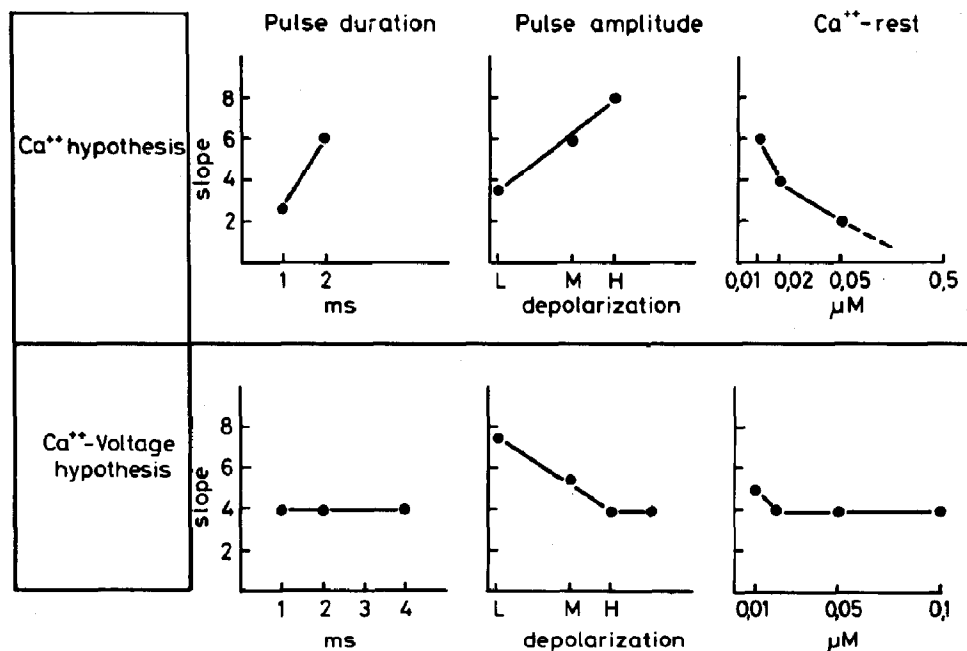 Pulse duration
Pulse amplitude
Ca⁺⁺-rest
Ca⁺⁺ hypothesis
slope
8
6
4
2
1 2
ms
L M H
depolarization
0,01 0,02 0,05 0,5
µM
Ca⁺⁺-Voltage
hypothesis
slope
8
6
4
2
1 2 3 4
ms
L M H
depolarization
0,01 0,05 0,1
µM